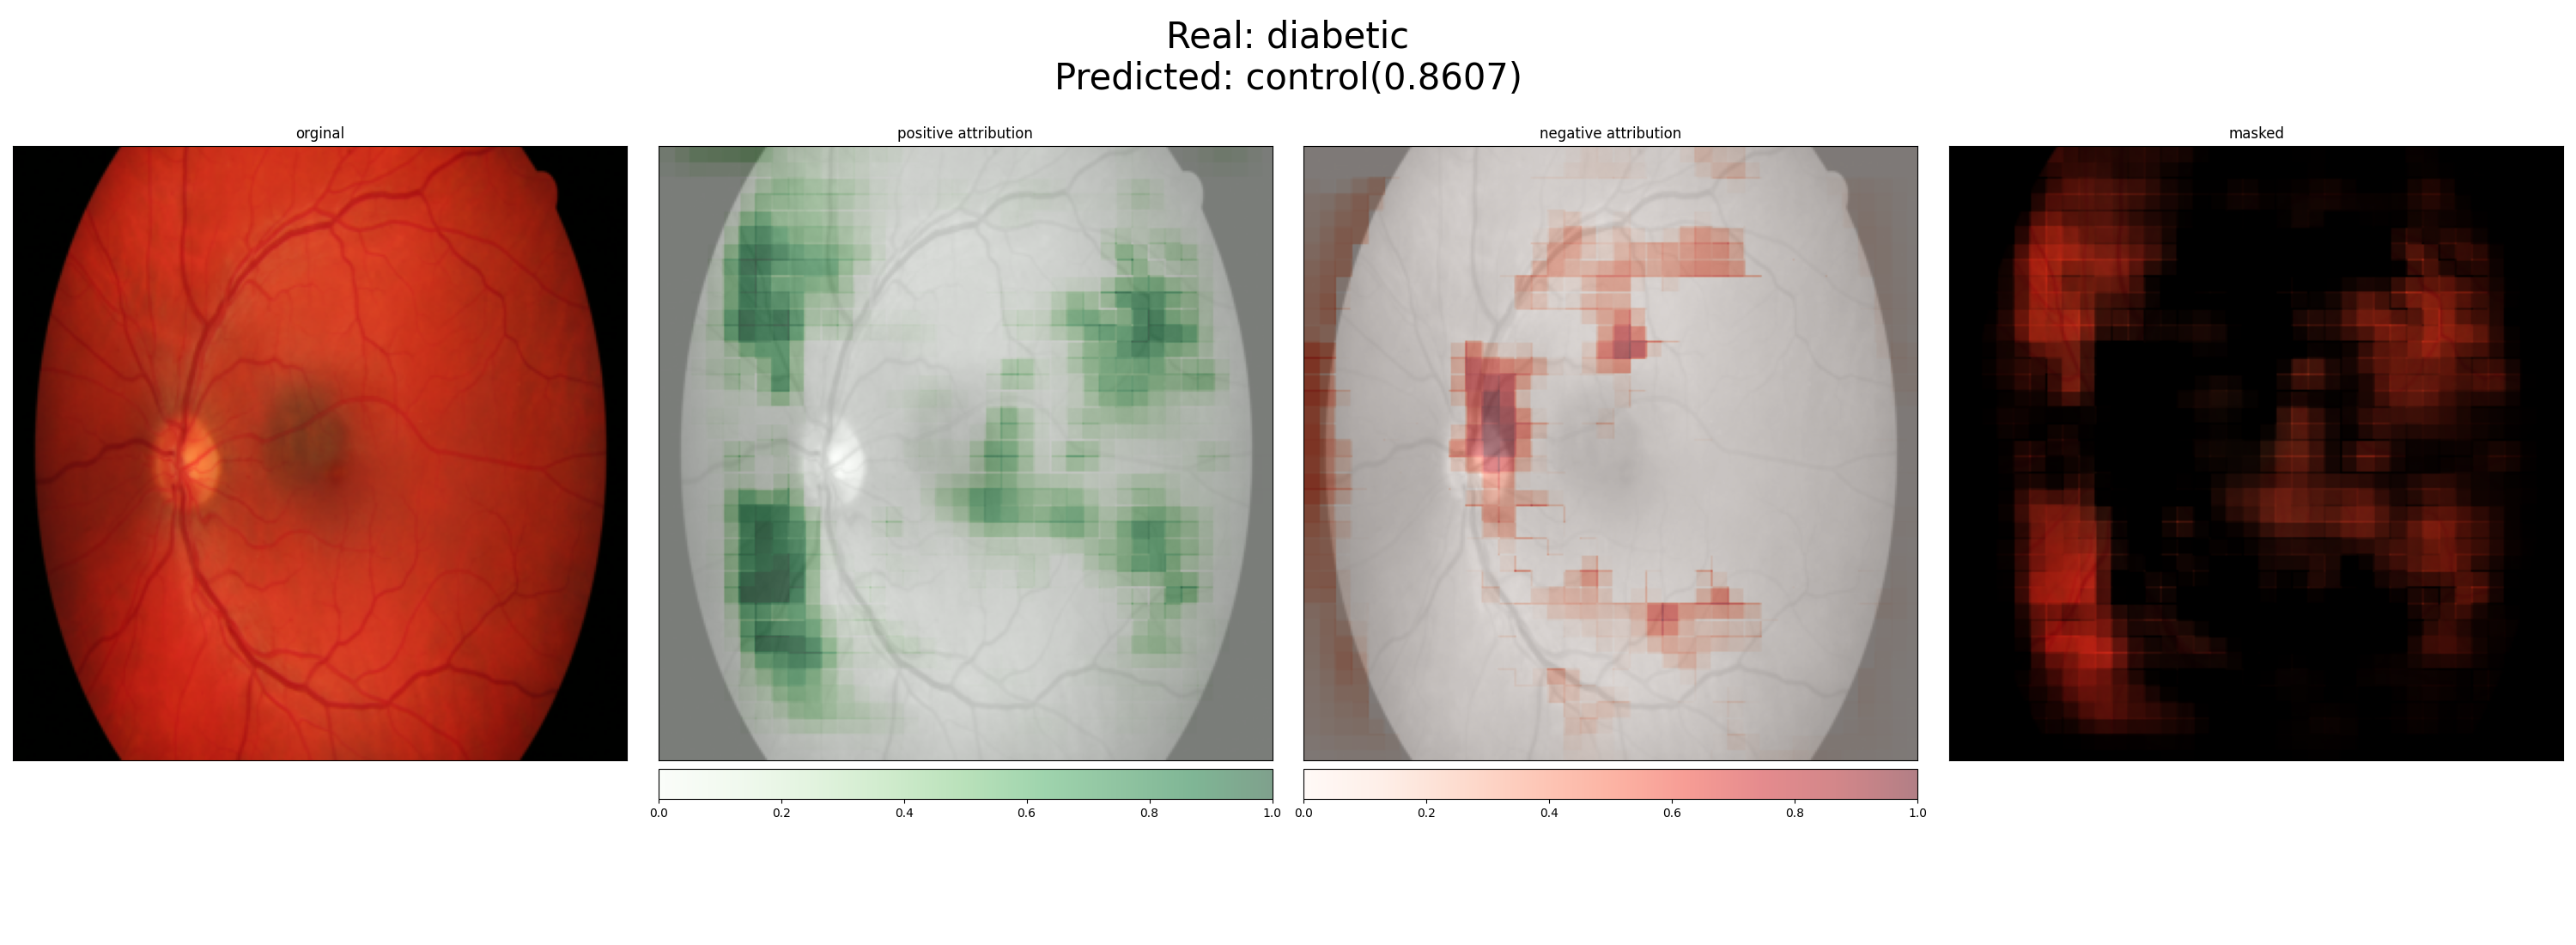 Real: diabetic
Predicted: control(0.8607)
orginal
positive attribution
negative attribution
masked
0.0 0.2 0.4 0.6 0.8 1.0
0.0 0.2 0.4 0.6 0.8 1.0